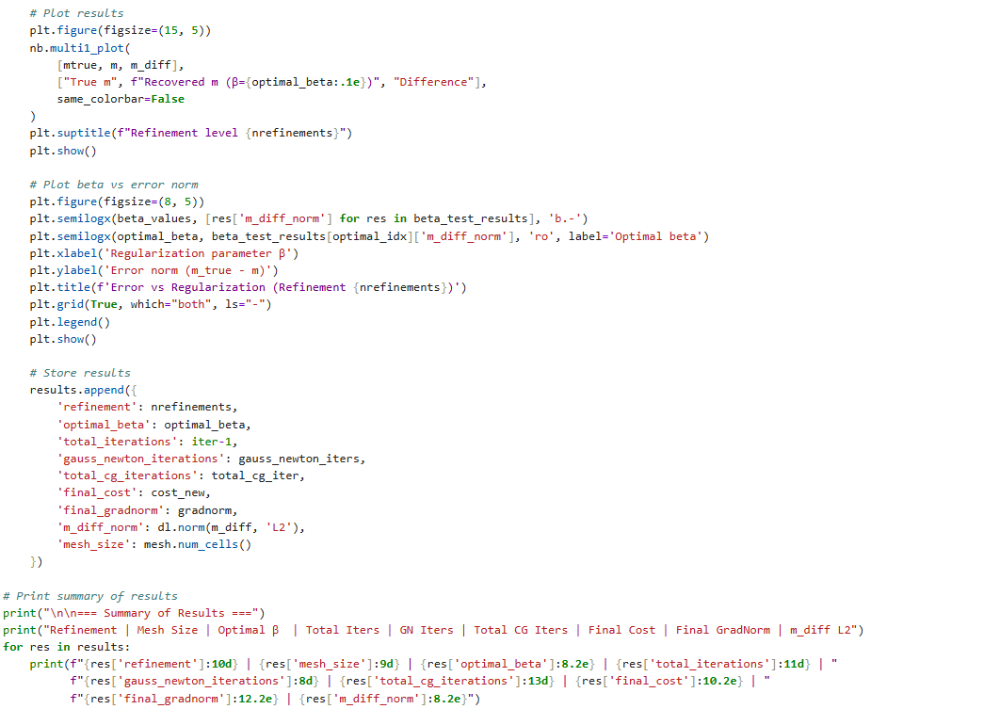 # Plot results
    plt.figure(figsize=(15, 5))
    nb.multi1_plot(
        [mtrue, m, m_diff],
        ["True m", f"Recovered m (β={optimal_beta:.1e})", "Difference"],
        same_colorbar=False
    )
    plt.suptitle(f"Refinement level {nrefinements}")
    plt.show()

    # Plot beta vs error norm
    plt.figure(figsize=(8, 5))
    plt.semilogx(beta_values, [res['m_diff_norm'] for res in beta_test_results], 'b.-')
    plt.semilogx(optimal_beta, beta_test_results[optimal_idx]['m_diff_norm'], 'ro', label='Optimal beta')
    plt.xlabel('Regularization parameter β')
    plt.ylabel('Error norm (m_true - m)')
    plt.title(f'Error vs Regularization (Refinement {nrefinements})')
    plt.grid(True, which="both", ls="-")
    plt.legend()
    plt.show()

    # Store results
    results.append({
        'refinement': nrefinements,
        'optimal_beta': optimal_beta,
        'total_iterations': iter-1,
        'gauss_newton_iterations': gauss_newton_iters,
        'total_cg_iterations': total_cg_iter,
        'final_cost': cost_new,
        'final_gradnorm': gradnorm,
        'm_diff_norm': dl.norm(m_diff, 'L2'),
        'mesh_size': mesh.num_cells()
    })

# Print summary of results
print("\n\n=== Summary of Results ===")
print("Refinement | Mesh Size | Optimal β  | Total Iters | GN Iters | Total CG Iters | Final Cost | Final GradNorm | m_diff L2")
for res in results:
    print(f"{res['refinement']:10d} | {res['mesh_size']:9d} | {res['optimal_beta']:8.2e} | {res['total_iterations']:11d} | "
          f"{res['gauss_newton_iterations']:8d} | {res['total_cg_iterations']:13d} | {res['final_cost']:10.2e} | "
          f"{res['final_gradnorm']:12.2e} | {res['m_diff_norm']:8.2e}")